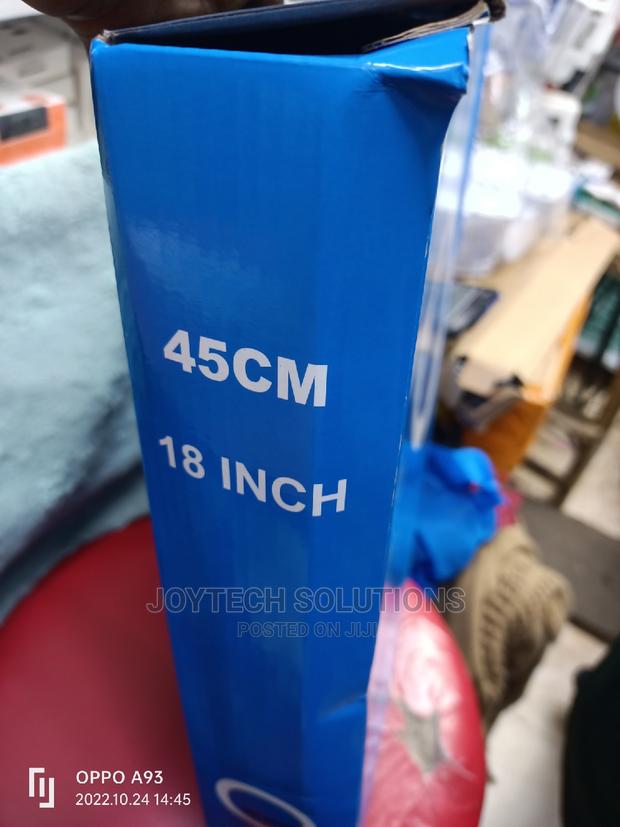 45CM
18 INCH
JOYTECH SOLUTIONS
POSTED ON JIJI
OPPO A93
2022.10.24 14:45